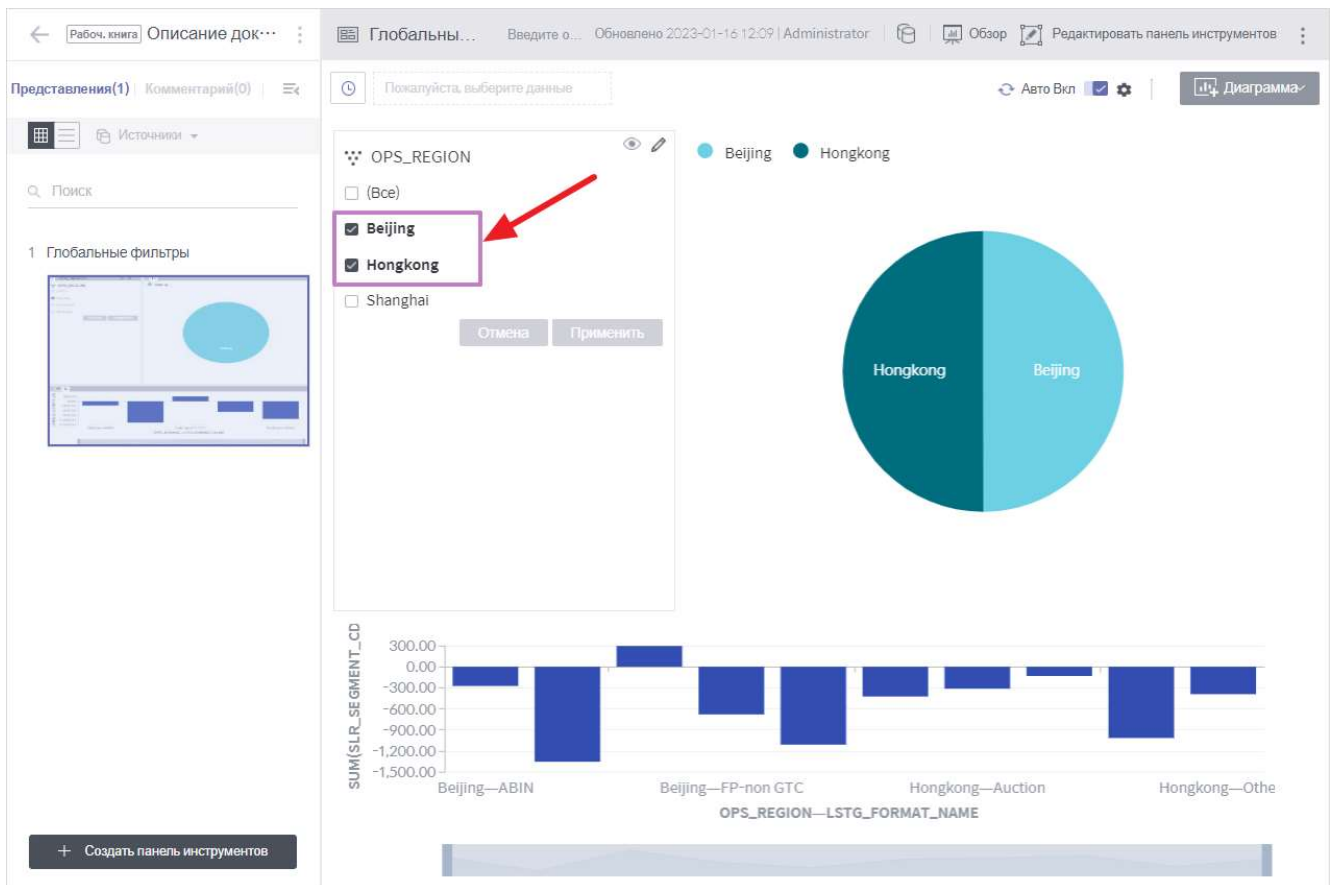 Рабоч. книга Описание док···
Глобальны... Введите о... Обновлено 2023-01-16 12:09 | Administrator Обзор Редактировать панель инструментов
Представления(1) Комментарий(0)
Пожалуйста, выберите данные
Авто Вкл
Диаграмма
Источники
Поиск
1 Глобальные фильтры
+ Создать панель инструментов
OPS_REGION
(Все)
Beijing
Hongkong
Shanghai
Отмена Применить
Beijing Hongkong
Hongkong Beijing
SUM(SLR_SEGMENT_CD
300.00
0.00
-300.00
-600.00
-900.00
-1,200.00
-1,500.00
Beijing—ABIN Beijing—FP-non GTC Hongkong—Auction Hongkong—Othe
OPS_REGION—LSTG_FORMAT_NAME